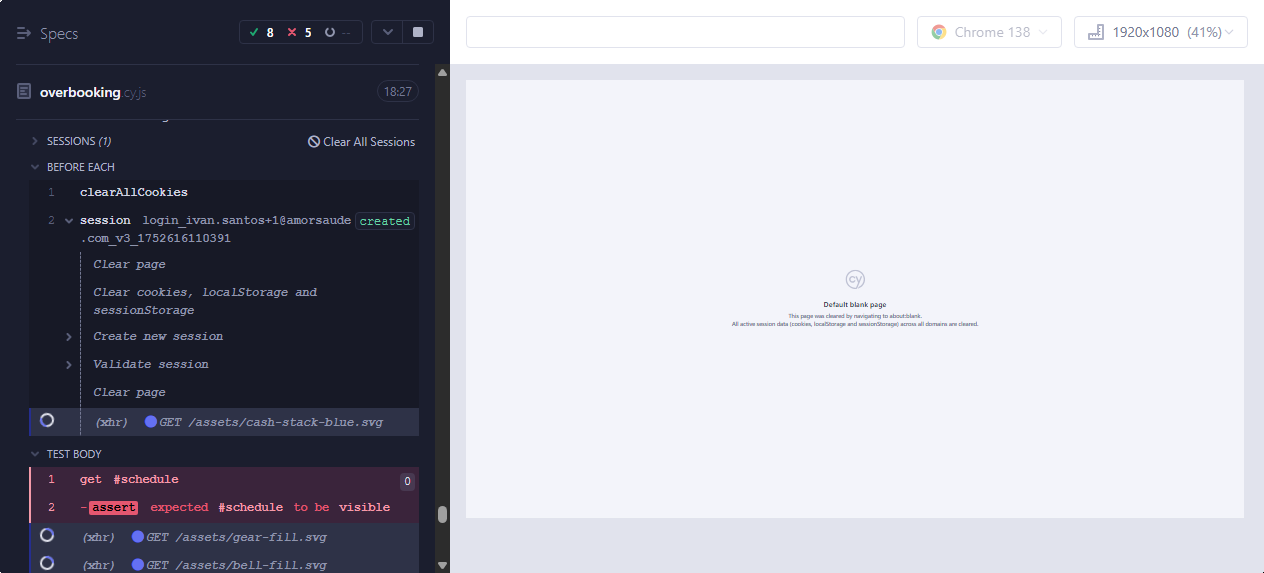 Specs
8 5 --
Chrome 138
1920x1080 (41%)
overbooking.cy.js
18:27
SESSIONS (1)
Clear All Sessions
BEFORE EACH
1 clearAllCookies
2 session login_ivan.santos+1@amorsaude created
.com_v3_1752616110391
Clear page
Clear cookies, localStorage and
sessionStorage
Create new session
Validate session
Clear page
(xhr) GET /assets/cash-stack-blue.svg
TEST BODY
1 get #schedule 0
2 -assert expected #schedule to be visible
(xhr) GET /assets/gear-fill.svg
(xhr) GET /assets/bell-fill.svg
cy
Default blank page
This page was cleared by navigating to about:blank.
All active session data (cookies, localStorage and sessionStorage) across all domains are cleared.